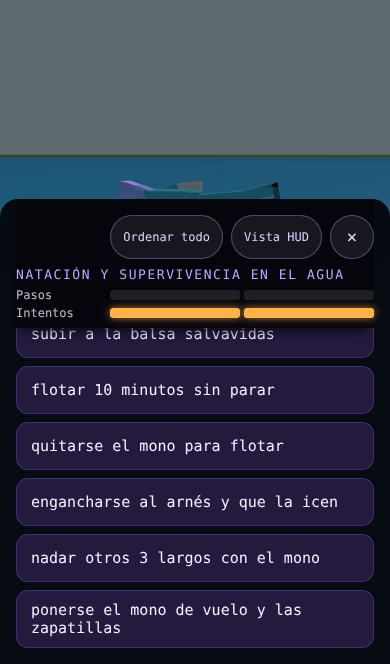 Ordenar todo
Vista HUD
×
NATACIÓN Y SUPERVIVENCIA EN EL AGUA
Pasos
Intentos
subir a la balsa salvavidas
flotar 10 minutos sin parar
quitarse el mono para flotar
engancharse al arnés y que la icen
nadar otros 3 largos con el mono
ponerse el mono de vuelo y las
zapatillas